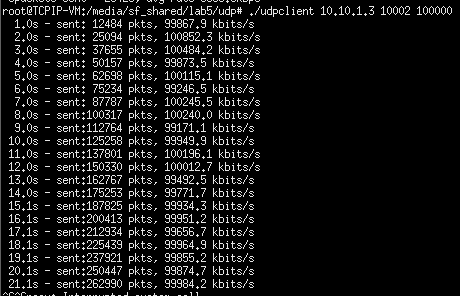 root@TCPIP-VM:/media/sf_shared/lab5/udp# ./udpclient 10.10.1.3 10002 100000
1.0s - sent: 12484 pkts, 99867.9 kbits/s
2.0s - sent: 25094 pkts, 100852.3 kbits/s
3.0s - sent: 37655 pkts, 100484.2 kbits/s
4.0s - sent: 50157 pkts, 99873.5 kbits/s
5.0s - sent: 62698 pkts, 100115.1 kbits/s
6.0s - sent: 75234 pkts, 99246.5 kbits/s
7.0s - sent: 87787 pkts, 100245.5 kbits/s
8.0s - sent:100317 pkts, 100240.0 kbits/s
9.0s - sent:112764 pkts, 99171.1 kbits/s
10.0s - sent:125258 pkts, 99949.9 kbits/s
11.0s - sent:137801 pkts, 100196.1 kbits/s
12.0s - sent:150330 pkts, 100012.7 kbits/s
13.0s - sent:162767 pkts, 99492.5 kbits/s
14.0s - sent:175253 pkts, 99771.7 kbits/s
15.1s - sent:187825 pkts, 99934.3 kbits/s
16.1s - sent:200413 pkts, 99951.2 kbits/s
17.1s - sent:212934 pkts, 99656.7 kbits/s
18.1s - sent:225439 pkts, 99964.9 kbits/s
19.1s - sent:237921 pkts, 99855.2 kbits/s
20.1s - sent:250447 pkts, 99874.7 kbits/s
21.1s - sent:262990 pkts, 99984.2 kbits/s